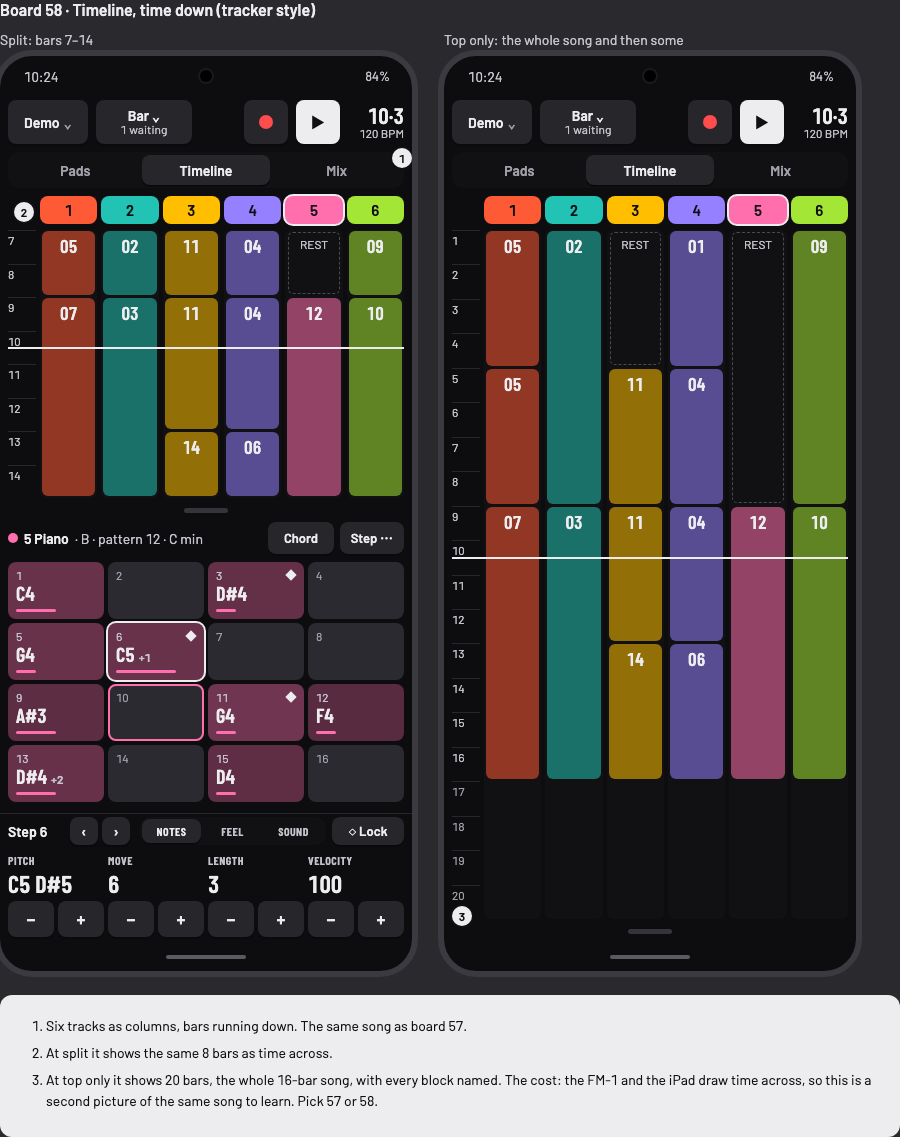 Board 58 · Timeline, time down (tracker style)
Split: bars 7–14
Top only: the whole song and then some
10:24 84%
Demo Bar 1 waiting 10·3 120 BPM
Pads Timeline Mix 1
2 1 2 3 4 5 6
7 05 02 11 04 REST 09
8
9 07 03 11 04 12 10
10
11
12
13 14 06
14
5 Piano · B · pattern 12 · C min Chord Step ···
1 C4 2 3 D#4 4
5 G4 6 C5 +1 7 8
9 A#3 10 11 G4 12 F4
13 D#4 +2 14 15 D4 16
Step 6 ‹ › NOTES FEEL SOUND ◇ Lock
PITCH MOVE LENGTH VELOCITY
C5 D#5 6 3 100
− + − + − + − +
10:24 84%
Demo Bar 1 waiting 10·3 120 BPM
Pads Timeline Mix
1 2 3 4 5 6
1 05 02 REST 01 REST 09
2
3
4
5 05 11 04
6
7
8
9 07 03 11 04 12 10
10
11
12
13 14 06
14
15
16
17
18
19
20
3
1. Six tracks as columns, bars running down. The same song as board 57.
2. At split it shows the same 8 bars as time across.
3. At top only it shows 20 bars, the whole 16-bar song, with every block named. The cost: the FM-1 and the iPad draw time across, so this is a
second picture of the same song to learn. Pick 57 or 58.